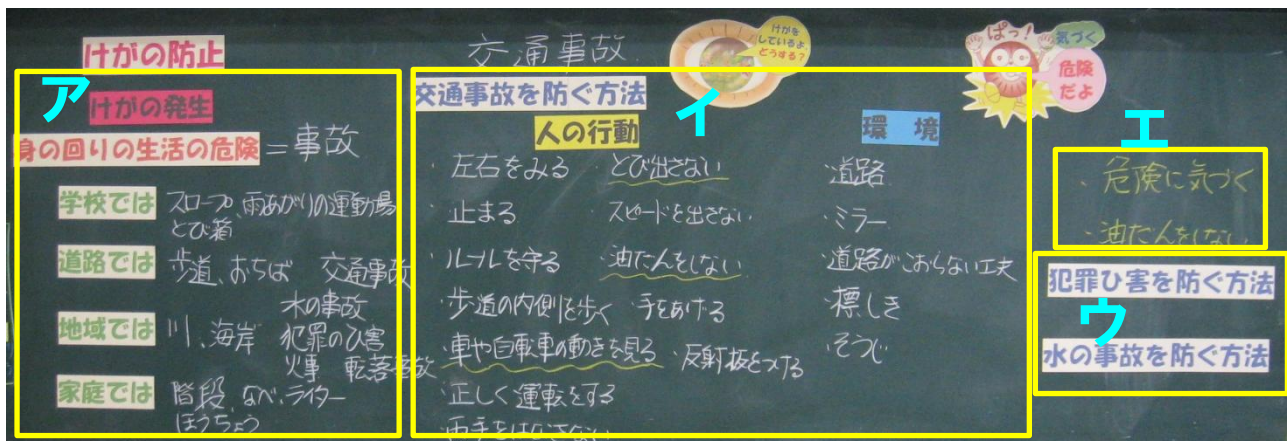 けがの防止
ア
けがの発生
身の回りの生活の危険＝事故
学校では スロープ、雨あがりの運動場
とび箱
道路では 歩道、おちば 交通事故
地域では 川、海岸 水の事故
犯罪のひ害
火事 転落事故
家庭では 階段、なべ、ライター
ほうちょう
交通事故
けがを
しているよ、
どうする？
イ
交通事故を防ぐ方法
人の行動
・左右をみる とび出さない
・止まる スピードを出さない
・ルールを守る 油だんをしない
・歩道の内側を歩く ・手をあげる
・車や自転車の動きを見る ・反射板をつける
・正しく運転をする
・両手をはなさない
環境
・道路
・ミラー
・道路がこおらない工夫
・標しき
・そうじ
ぱっ！
気づく
危険
だよ
エ
・危険に気づく
・油だんをしない
ウ
犯罪ひ害を防ぐ方法
水の事故を防ぐ方法